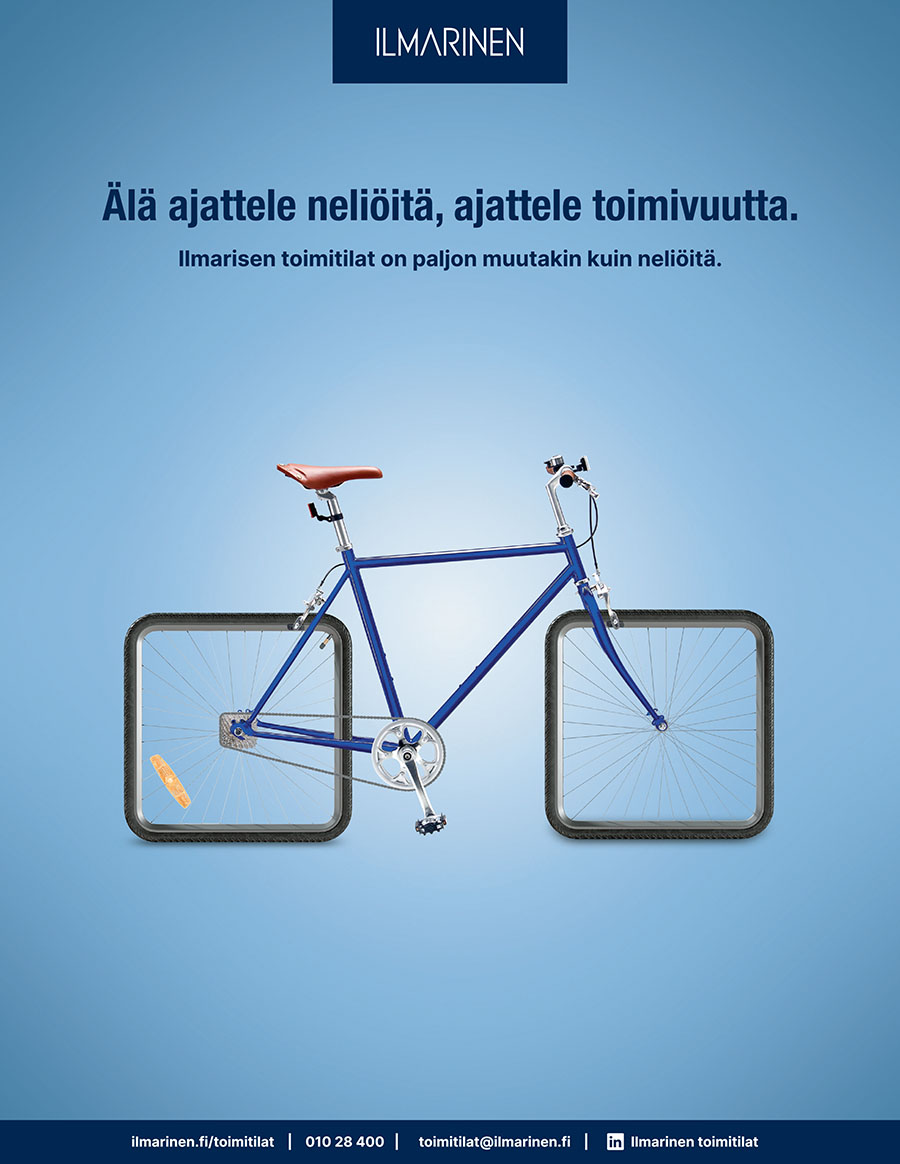 ILMARINEN
Älä ajattele neliöitä, ajattele toimivuutta.
Ilmarisen toimitilat on paljon muutakin kuin neliöitä.
ilmarinen.fi/toimitilat | 010 28 400 | toimitilat@ilmarinen.fi | in Ilmarinen toimitilat